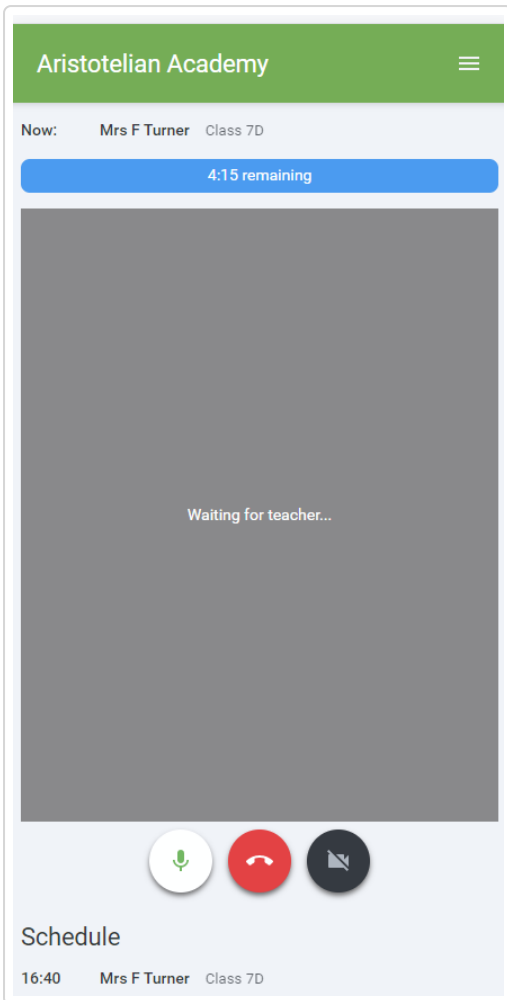 Aristotelian Academy
Now: Mrs F Turner Class 7D
4:15 remaining
Waiting for teacher...
Schedule
16:40 Mrs F Turner Class 7D